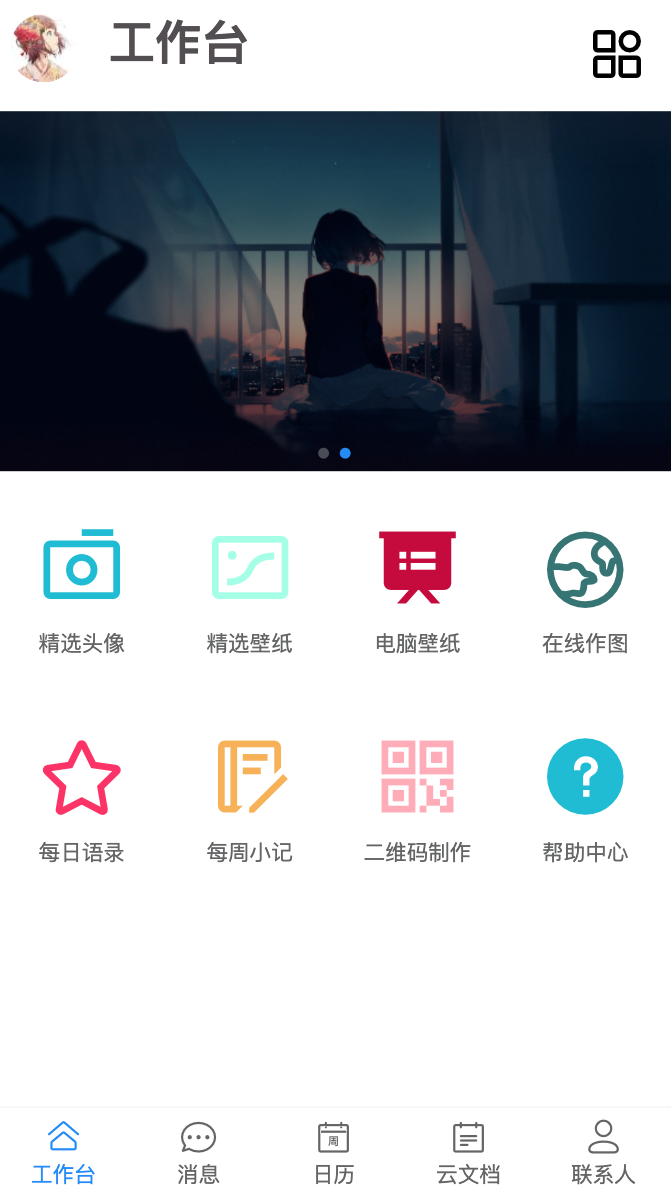 工作台
精选头像
精选壁纸
电脑壁纸
在线作图
每日语录
每周小记
二维码制作
帮助中心
周
工作台
消息
日历
云文档
联系人